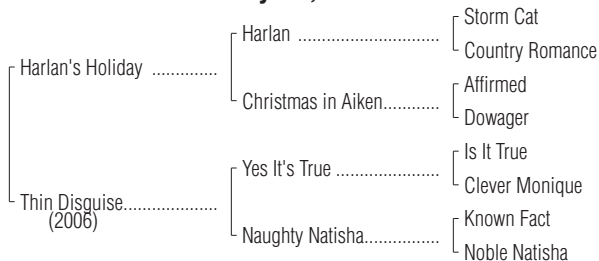 Storm Cat
Harlan ........................
Country Romance
Harlan's Holiday .............
Affirmed
Christmas in Aiken...........
Dowager
Is It True
Yes It's True .................
Clever Monique
Thin Disguise..................
(2006)
Known Fact
Naughty Natisha.............
Noble Natisha